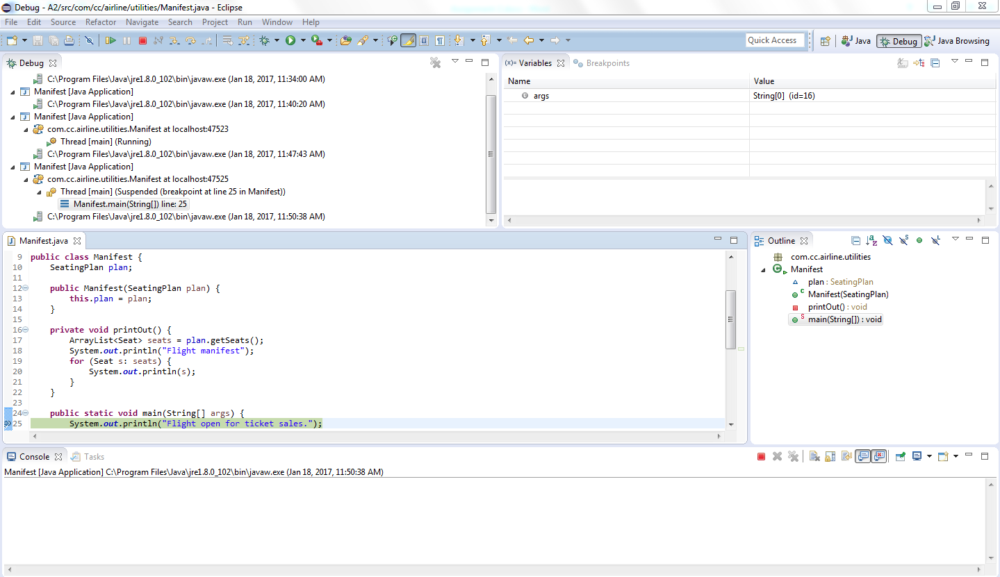 Debug - A2/src/com/cc/airline/utilities/Manifest.java - Eclipse
File Edit Source Refactor Navigate Search Project Run Window Help
Quick Access Java Debug Java Browsing
Debug
C:\Program Files\Java\jre1.8.0_102\bin\javaw.exe (Jan 18, 2017, 11:34:00 AM)
Manifest [Java Application]
C:\Program Files\Java\jre1.8.0_102\bin\javaw.exe (Jan 18, 2017, 11:40:20 AM)
Manifest [Java Application]
com.cc.airline.utilities.Manifest at localhost:47523
Thread [main] (Running)
C:\Program Files\Java\jre1.8.0_102\bin\javaw.exe (Jan 18, 2017, 11:47:43 AM)
Manifest [Java Application]
com.cc.airline.utilities.Manifest at localhost:47525
Thread [main] (Suspended (breakpoint at line 25 in Manifest))
Manifest.main(String[]) line: 25
C:\Program Files\Java\jre1.8.0_102\bin\javaw.exe (Jan 18, 2017, 11:50:38 AM)
(x)= Variables Breakpoints
Name Value
args String[0] (id=16)
Manifest.java
9 public class Manifest {
10 SeatingPlan plan;
11
12 public Manifest(SeatingPlan plan) {
13 this.plan = plan;
14 }
15
16 private void printOut() {
17 ArrayList<Seat> seats = plan.getSeats();
18 System.out.println("Flight manifest");
19 for (Seat s: seats) {
20 System.out.println(s);
21 }
22 }
23
24 public static void main(String[] args) {
25 System.out.println("Flight open for ticket sales.");
Outline
com.cc.airline.utilities
Manifest
plan : SeatingPlan
Manifest(SeatingPlan)
printOut() : void
main(String[]) : void
Console Tasks
Manifest [Java Application] C:\Program Files\Java\jre1.8.0_102\bin\javaw.exe (Jan 18, 2017, 11:50:38 AM)